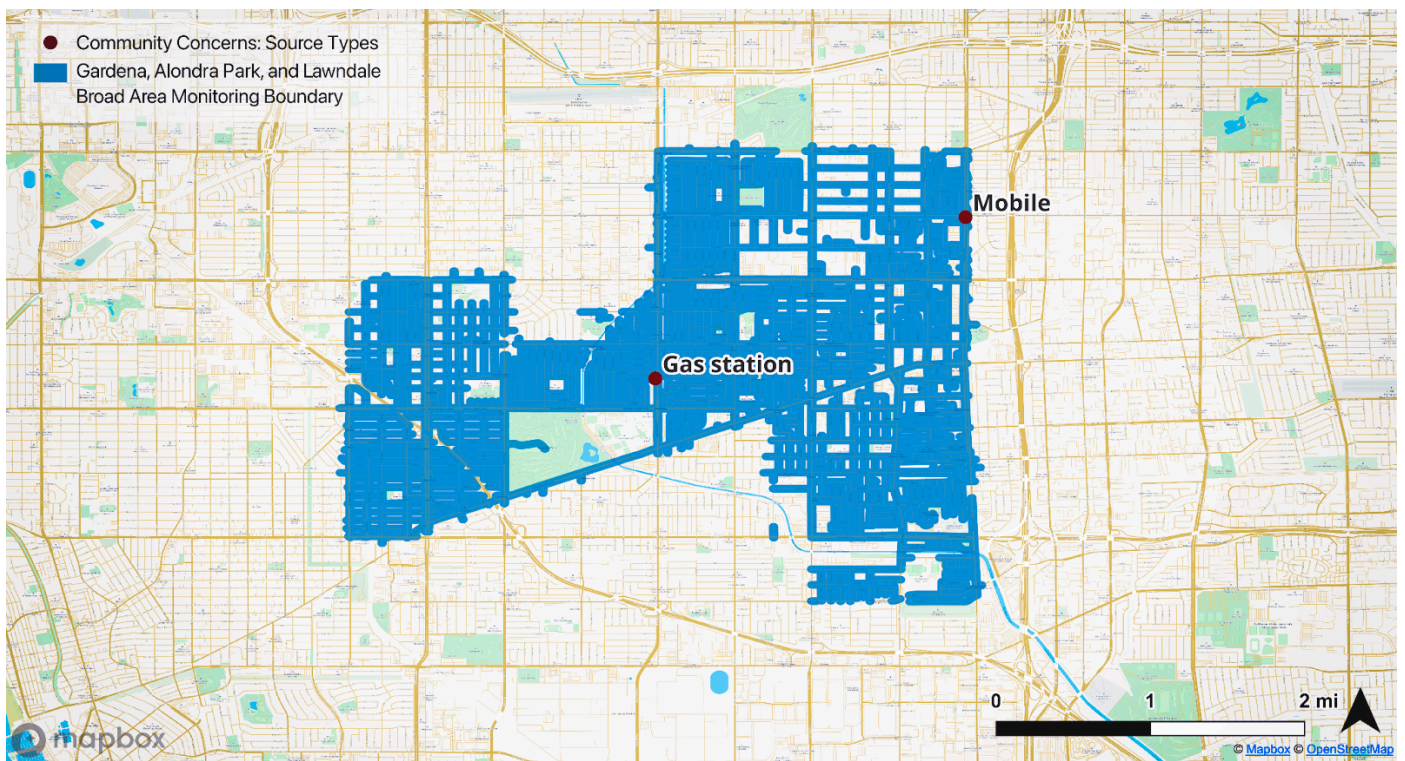 Community Concerns: Source Types
Gardena, Alondra Park, and Lawndale
Broad Area Monitoring Boundary
Mobile
Gas station
0 1 2 mi
mapbox
© Mapbox © OpenStreetMap